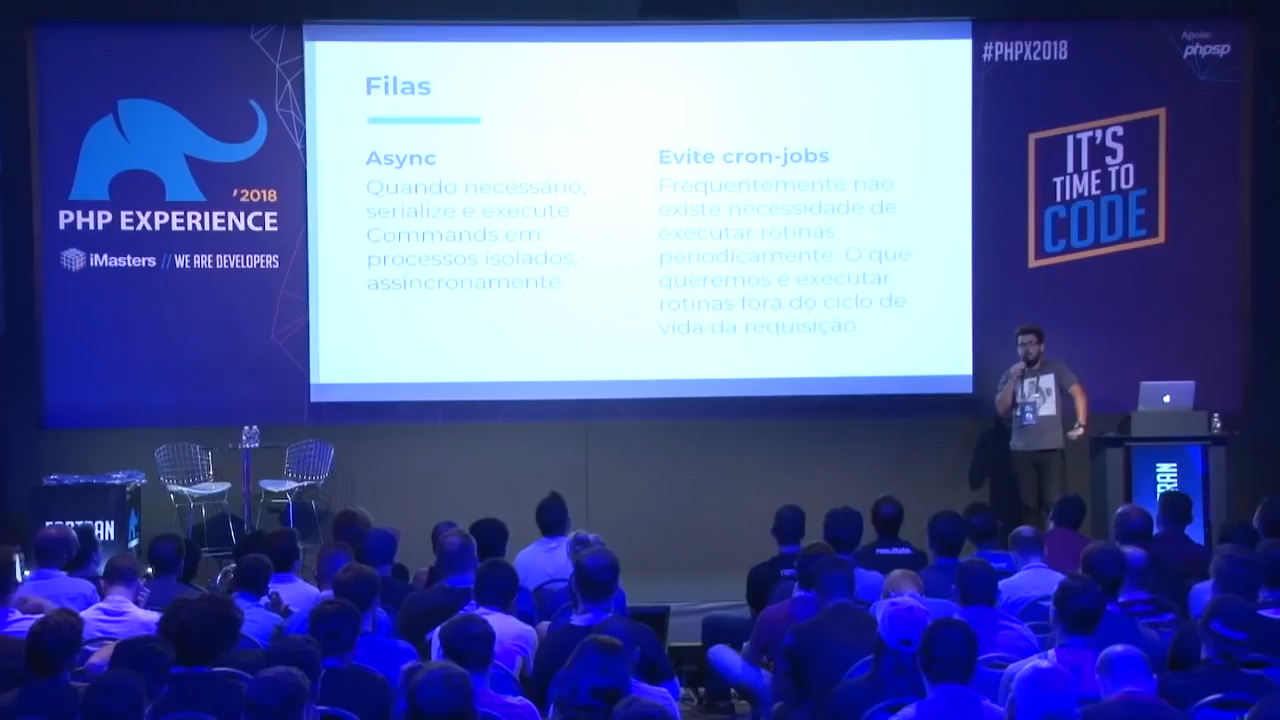 Filas
Async
Quando necessário,
serialize e execute
Commands em
processos isolados,
assincronamente.
Evite cron-jobs
Frequentemente não
existe necessidade de
executar rotinas
periodicamente. O que
queremos é executar
rotinas fora do ciclo de
vida da requisição.
'2018
PHP EXPERIENCE
iMasters // WE ARE DEVELOPERS
#PHPX2018
Apoio:
phpsp
IT'S
TIME TO
CODE
FORTRAN
TRAN